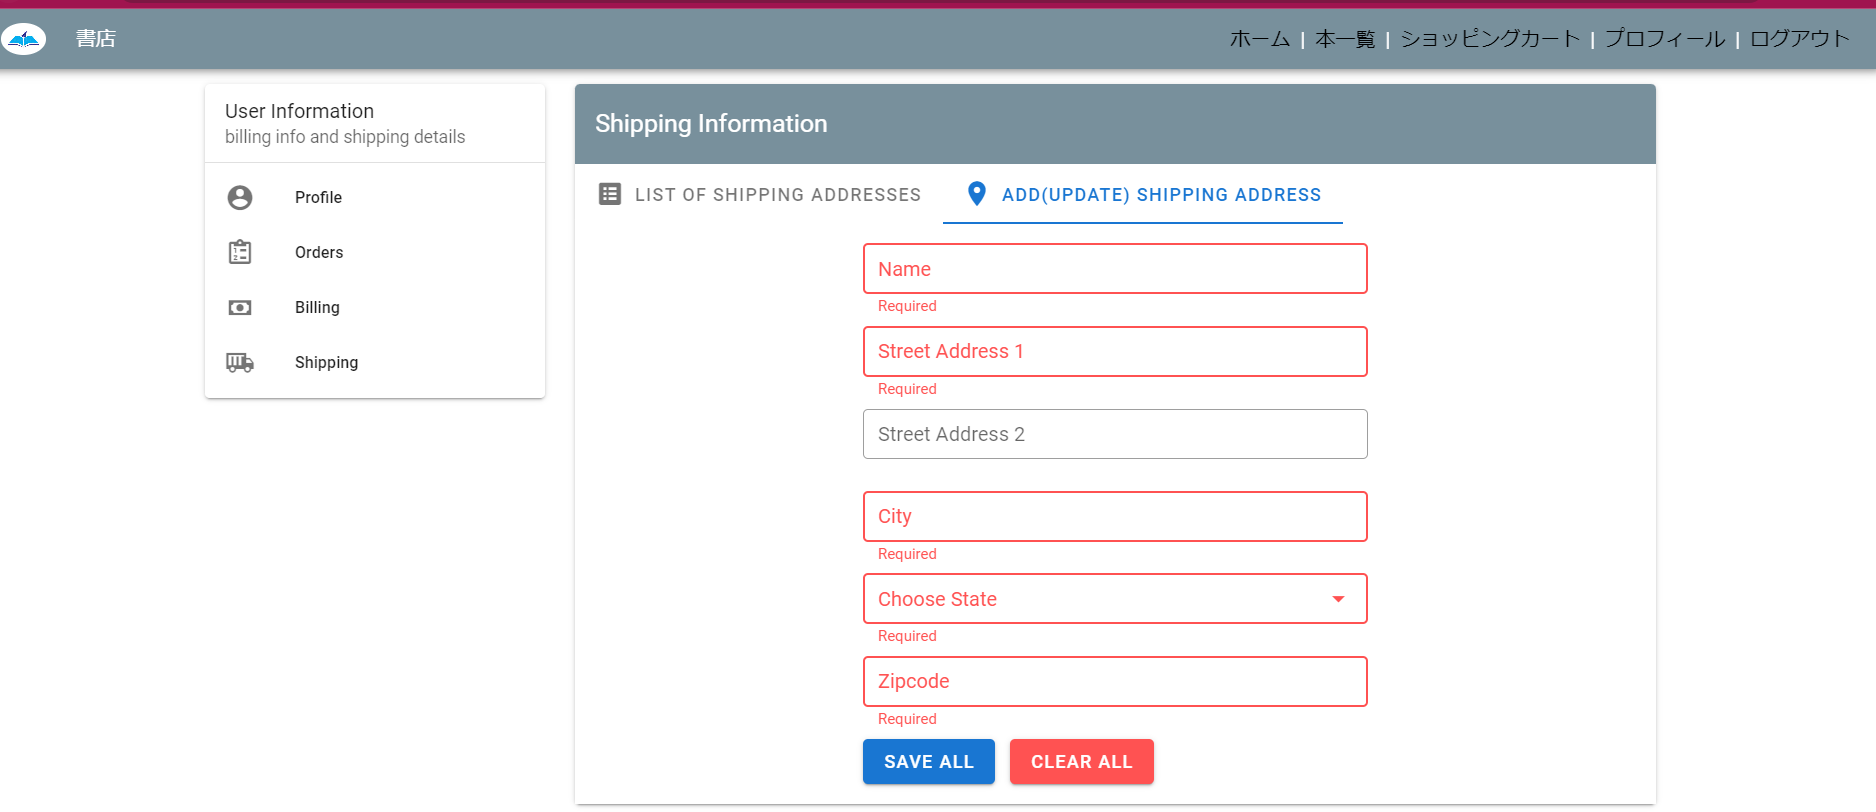 書店
ホーム | 本一覧 | ショッピングカート | プロフィール | ログアウト
User Information
billing info and shipping details
Profile
Orders
Billing
Shipping
Shipping Information
LIST OF SHIPPING ADDRESSES
ADD(UPDATE) SHIPPING ADDRESS
Name
Required
Street Address 1
Required
Street Address 2
City
Required
Choose State
Required
Zipcode
Required
SAVE ALL
CLEAR ALL